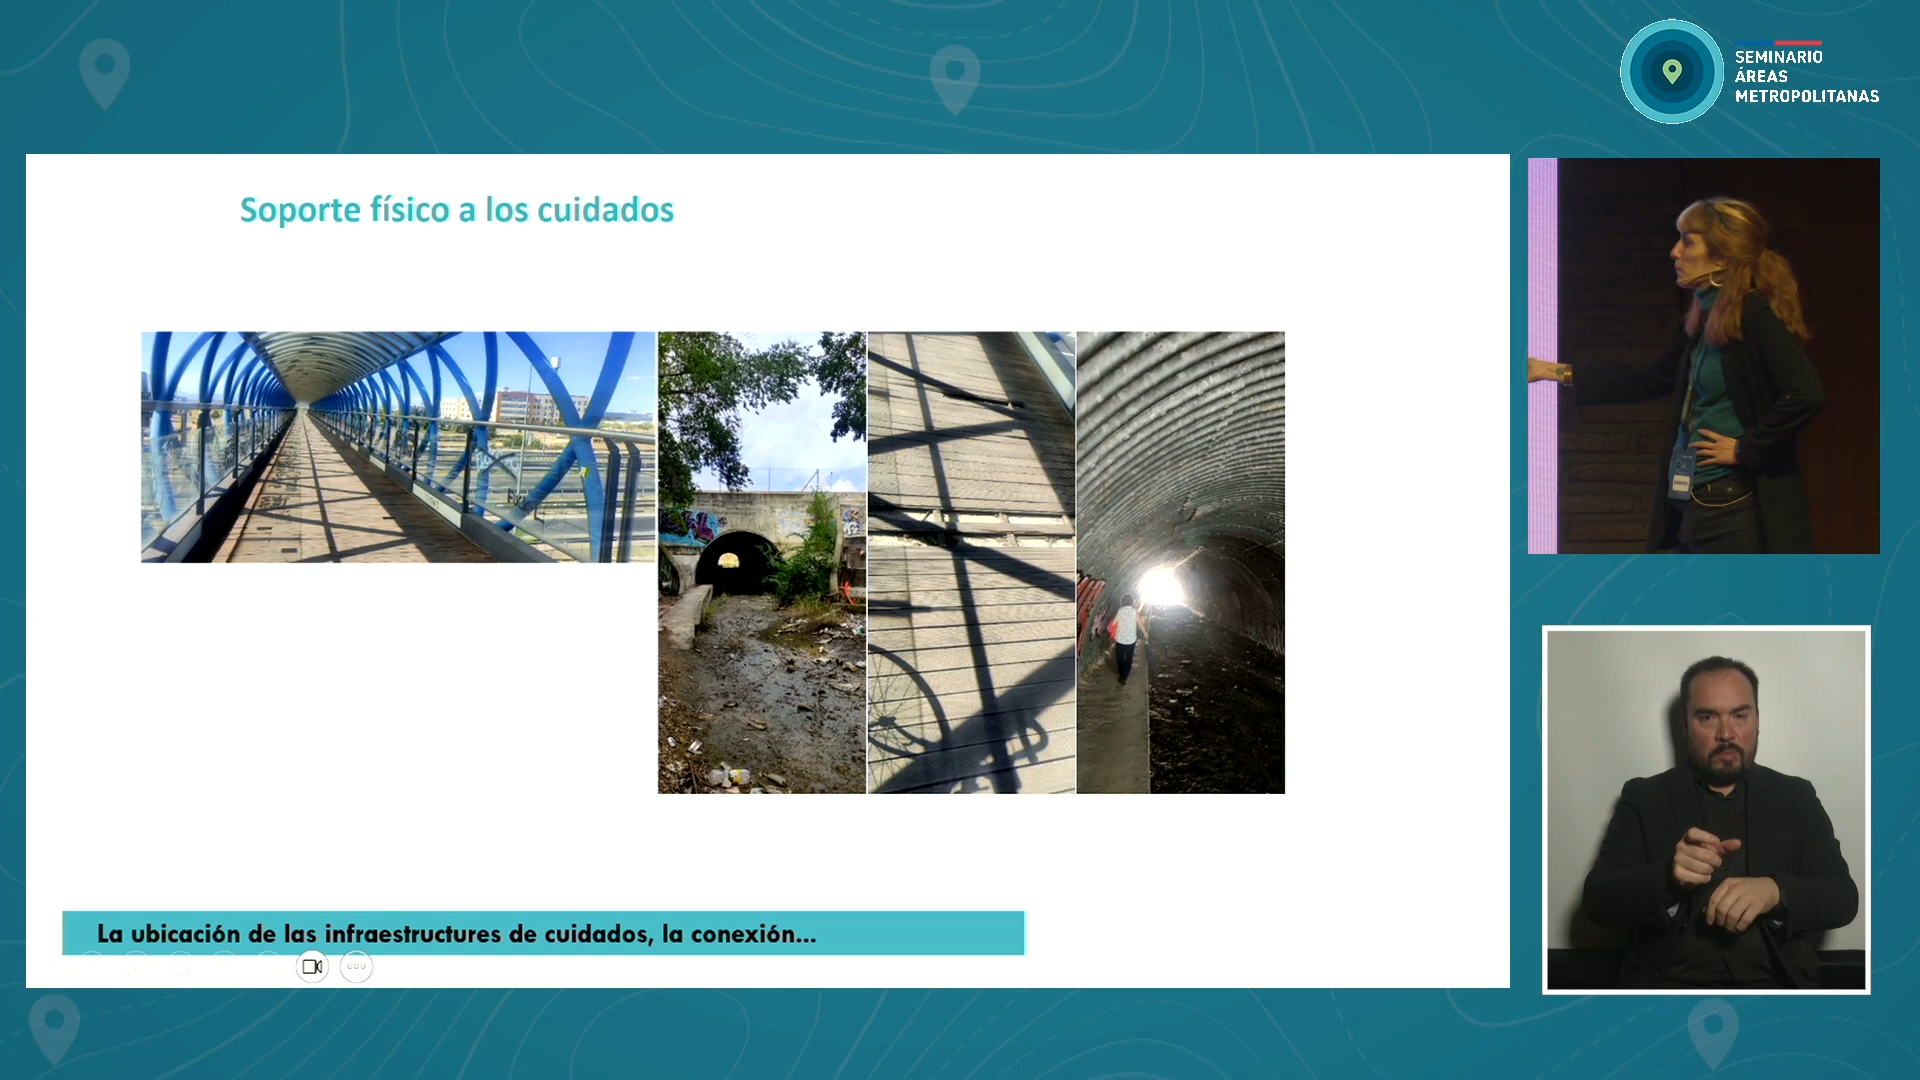 SEMINARIO
ÁREAS
METROPOLITANAS
Soporte físico a los cuidados
La ubicación de las infraestructures de cuidados, la conexión...